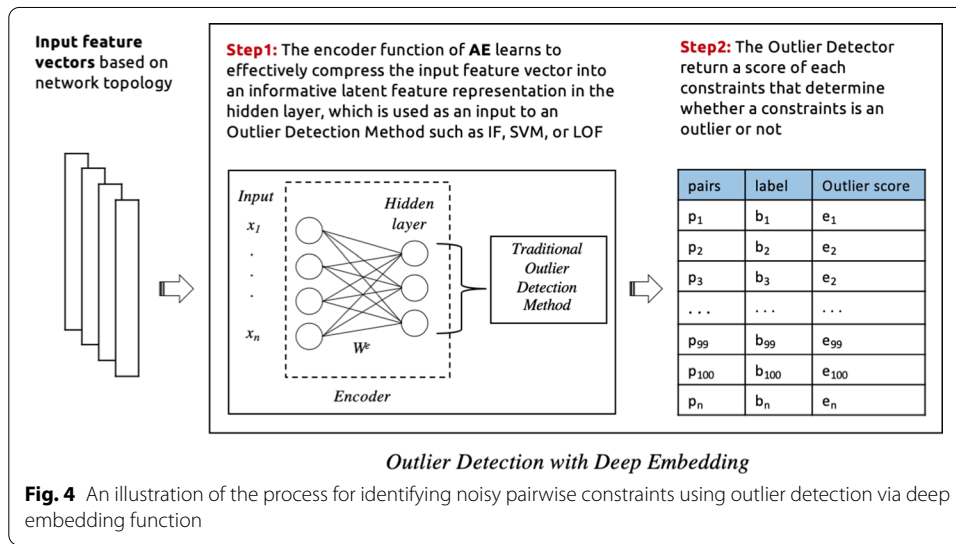 Input feature
vectors based on
network topology
Step1: The encoder function of AE learns to
effectively compress the input feature vector into
an informative latent feature representation in the
hidden layer, which is used as an input to an
Outlier Detection Method such as IF, SVM, or LOF
Input
x1
.
.
.
xn
Hidden
layer
We
Encoder
Traditional
Outlier
Detection
Method
Step2: The Outlier Detector
return a score of each
constraints that determine
whether a constraints is an
outlier or not
pairs label Outlier score
p1 b1 e1
p2 b2 e2
p3 b3 e2
... ... ...
p99 b99 e99
p100 b100 e100
pn bn en
Outlier Detection with Deep Embedding
Fig. 4 An illustration of the process for identifying noisy pairwise constraints using outlier detection via deep
embedding function